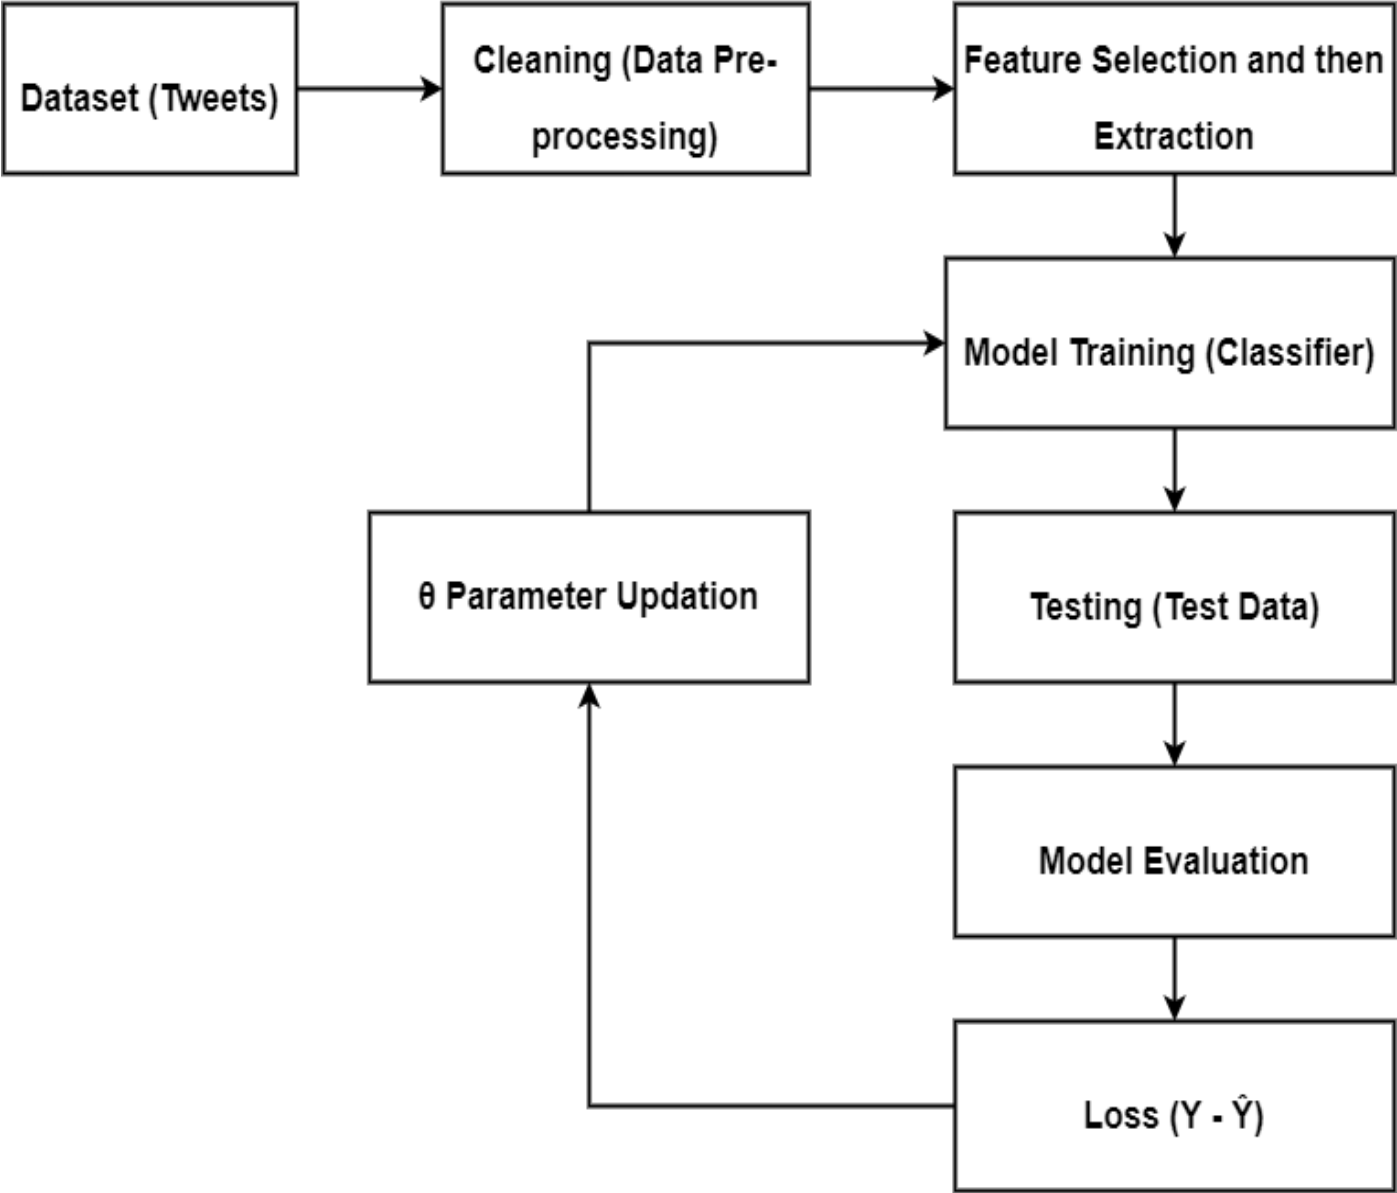 Dataset (Tweets)
Cleaning (Data Pre-
processing)
Feature Selection and then
Extraction
Model Training (Classifier)
θ Parameter Updation
Testing (Test Data)
Model Evaluation
Loss (Y - Ŷ)